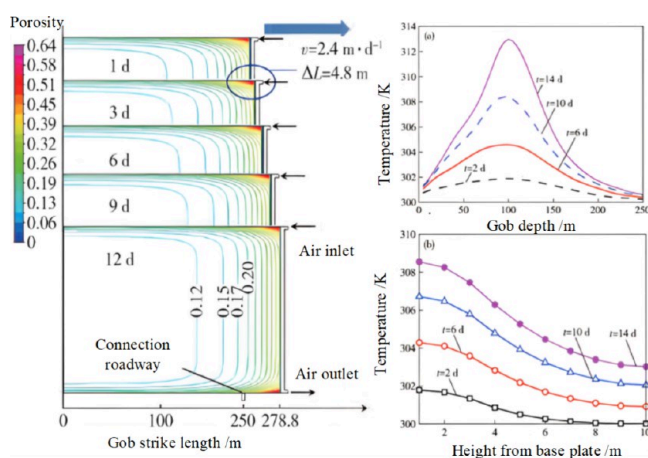 Porosity
0.64
0.58
0.51
0.45
0.39
0.32
0.26
0.19
0.13
0.06
0
1 d
3 d
6 d
9 d
12 d
v=2.4 m·d⁻¹
ΔL=4.8 m
Air inlet
0.12
0.15
0.17
0.20
Connection
roadway
Air outlet
0
100
250
278.8
Gob strike length /m
(a)
314
312
310
308
306
304
302
300
Temperature /K
t=14 d
t=10 d
t=6 d
t=2 d
0
50
100
150
200
250
Gob depth /m
(b)
310
308
306
304
302
300
Temperature /K
t=6 d
t=10 d
t=14 d
t=2 d
2
4
6
8
10
Height from base plate /m